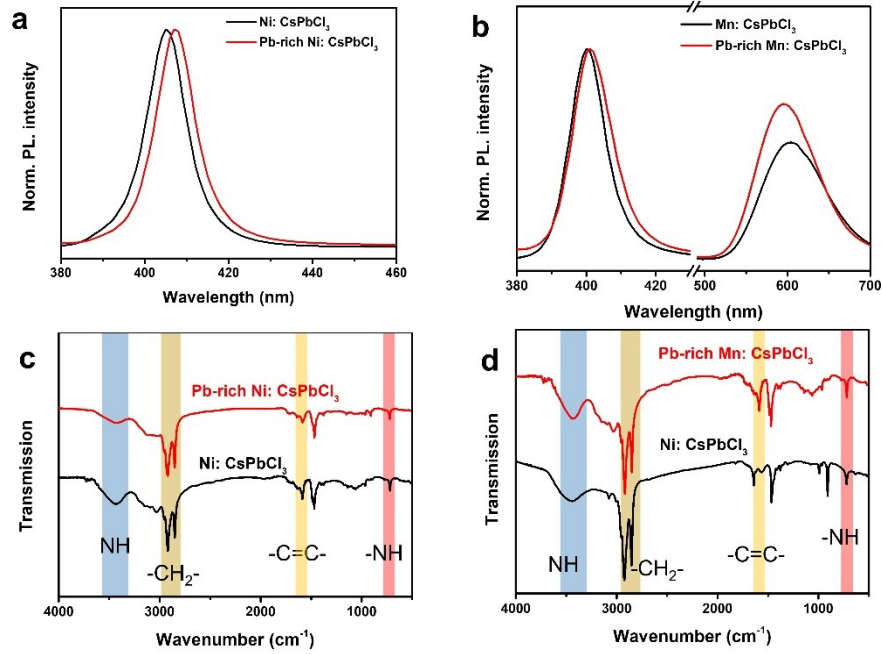 a
Ni: CsPbCl₃
Pb-rich Ni: CsPbCl₃
Norm. PL. intensity
380 400 420 440 460
Wavelength (nm)
b
Mn: CsPbCl₃
Pb-rich Mn: CsPbCl₃
Norm. PL. intensity
380 400 420 500 600 700
Wavelength (nm)
c
Pb-rich Ni: CsPbCl₃
Ni: CsPbCl₃
Transmission
NH
-CH₂-
-C=C-
-NH
4000 3000 2000 1000
Wavenumber (cm⁻¹)
d
Pb-rich Mn: CsPbCl₃
Ni: CsPbCl₃
Transmission
NH
-CH₂-
-C=C-
-NH
4000 3000 2000 1000
Wavenumber (cm⁻¹)